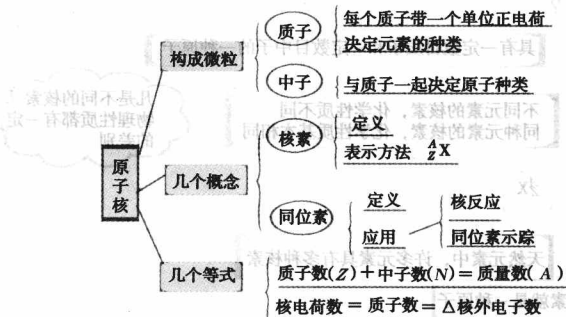 质子
每个质子带一个单位正电荷
决定元素的种类
构成微粒
中子
与质子一起决定原子种类
核素
定义
表示方法 ᴬ_ZX
原子核
几个概念
同位素
定义
核反应
应用
同位素示踪
几个等式
质子数(Z)+中子数(N)=质量数(A)
核电荷数=质子数=△核外电子数